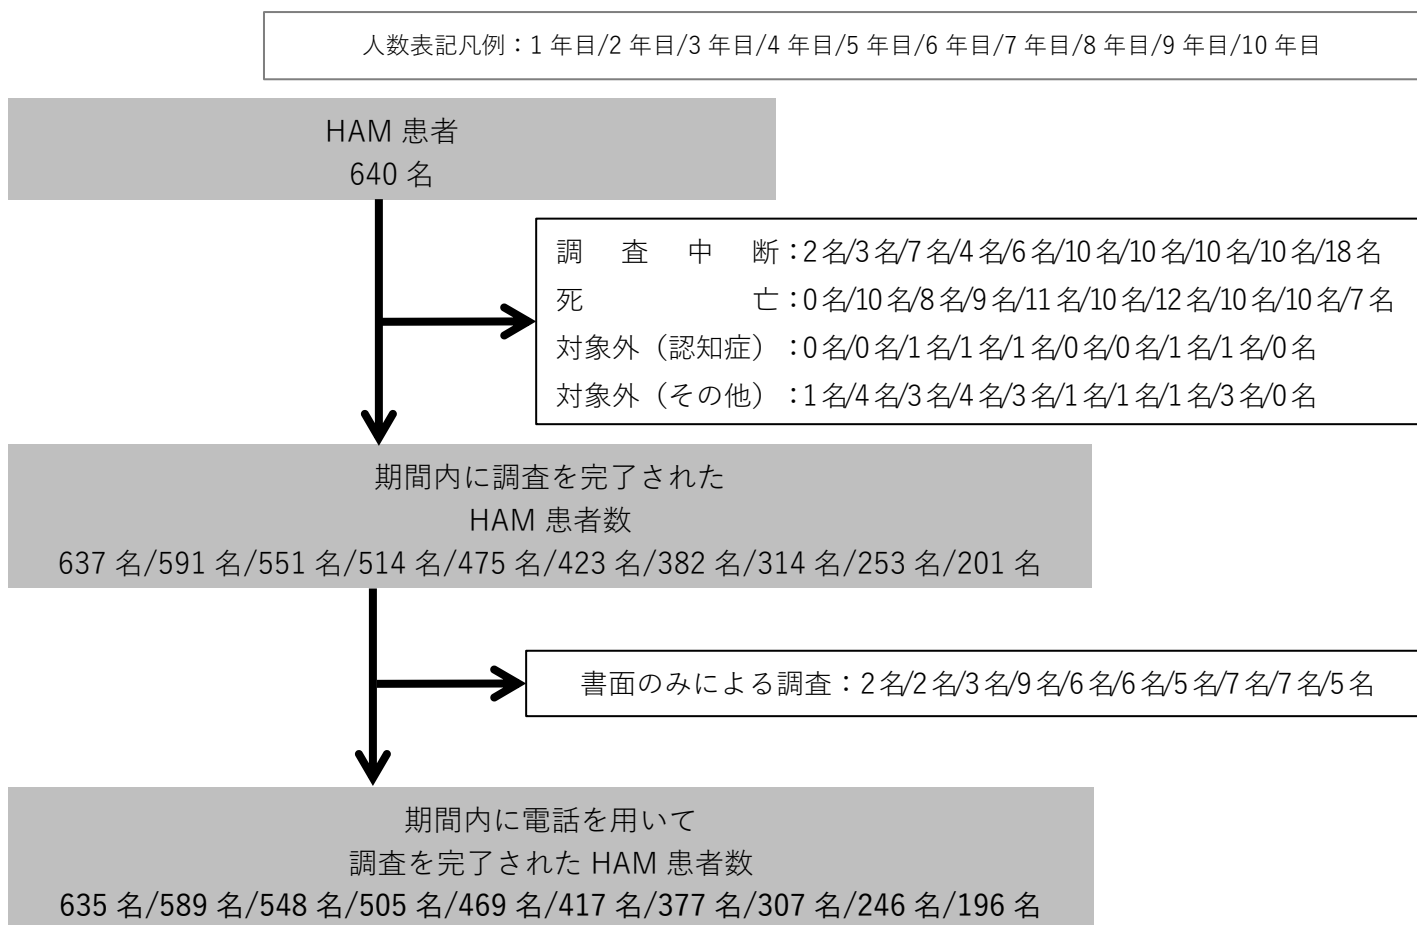 人数表記凡例：1 年目/2 年目/3 年目/4 年目/5 年目/6 年目/7 年目/8 年目/9 年目/10 年目
HAM 患者
640 名
調査中断：2名/3名/7名/4名/6名/10名/10名/10名/10名/18名
死亡：0名/10名/8名/9名/11名/10名/12名/10名/10名/7名
対象外（認知症）：0名/0名/1名/1名/1名/0名/0名/1名/1名/0名
対象外（その他）：1名/4名/3名/4名/3名/1名/1名/1名/3名/0名
期間内に調査を完了された
HAM 患者数
637 名/591 名/551 名/514 名/475 名/423 名/382 名/314 名/253 名/201 名
書面のみによる調査：2名/2名/3名/9名/6名/6名/5名/7名/7名/5名
期間内に電話を用いて
調査を完了された HAM 患者数
635 名/589 名/548 名/505 名/469 名/417 名/377 名/307 名/246 名/196 名